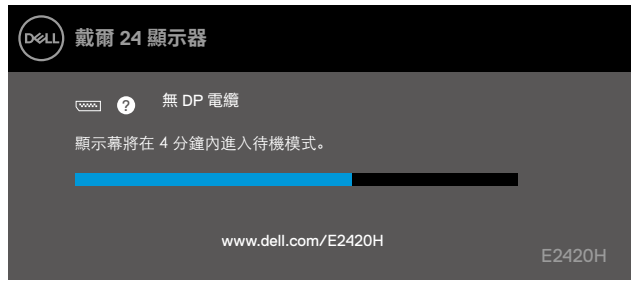 DELL 戴爾 24 顯示器
? 無 DP 電纜
顯示幕將在 4 分鐘內進入待機模式。
www.dell.com/E2420H
E2420H